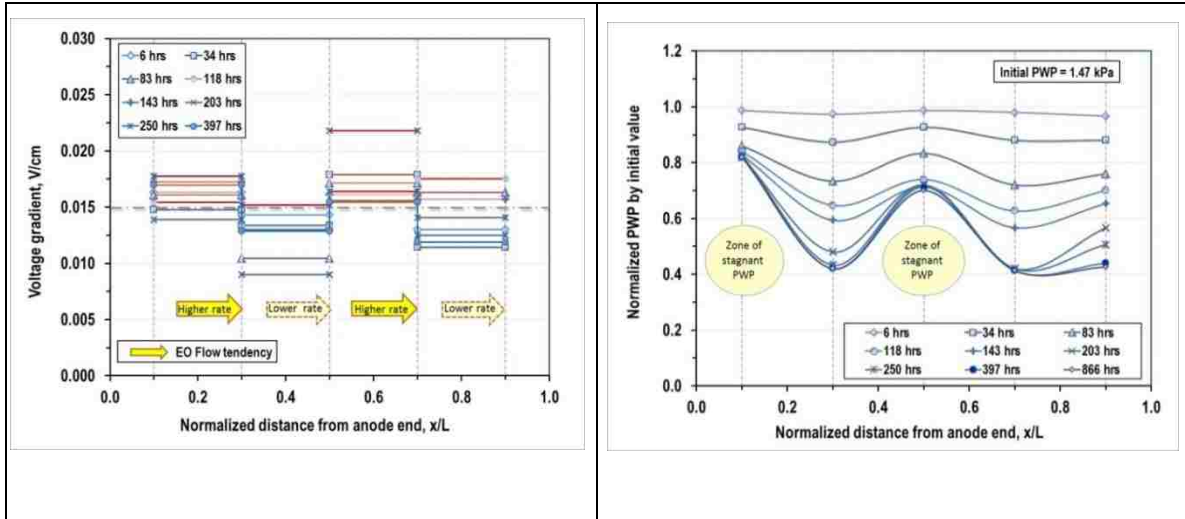 0.030
0.025
0.020
0.015
0.010
0.005
0.000
Voltage gradient, V/cm
6 hrs 34 hrs
83 hrs 118 hrs
143 hrs 203 hrs
250 hrs 397 hrs
Higher rate Lower rate Higher rate Lower rate
EO Flow tendency
0.0 0.2 0.4 0.6 0.8 1.0
Normalized distance from anode end, x/L
1.2
1.0
0.8
0.6
0.4
0.2
0.0
Normalized PWP by initial value
Initial PWP = 1.47 kPa
Zone of
stagnant
PWP
Zone of
stagnant
PWP
6 hrs 34 hrs 83 hrs
118 hrs 143 hrs 203 hrs
250 hrs 397 hrs 866 hrs
0.0 0.2 0.4 0.6 0.8 1.0
Normalized distance from anode end, x/L